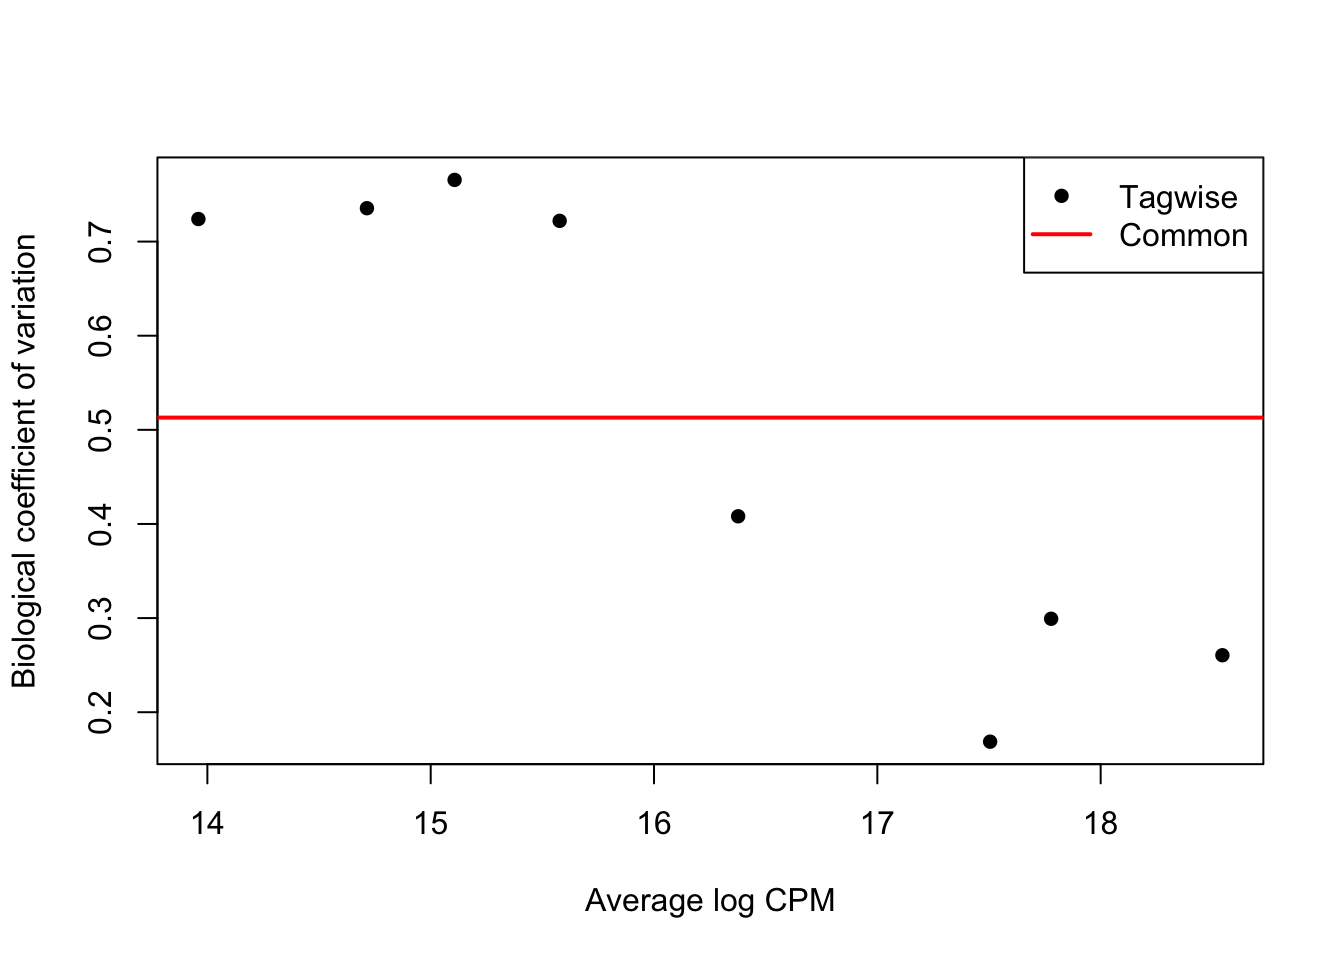 Tagwise
Common
Biological coefficient of variation
0.7
0.6
0.5
0.4
0.3
0.2
14 15 16 17 18
Average log CPM